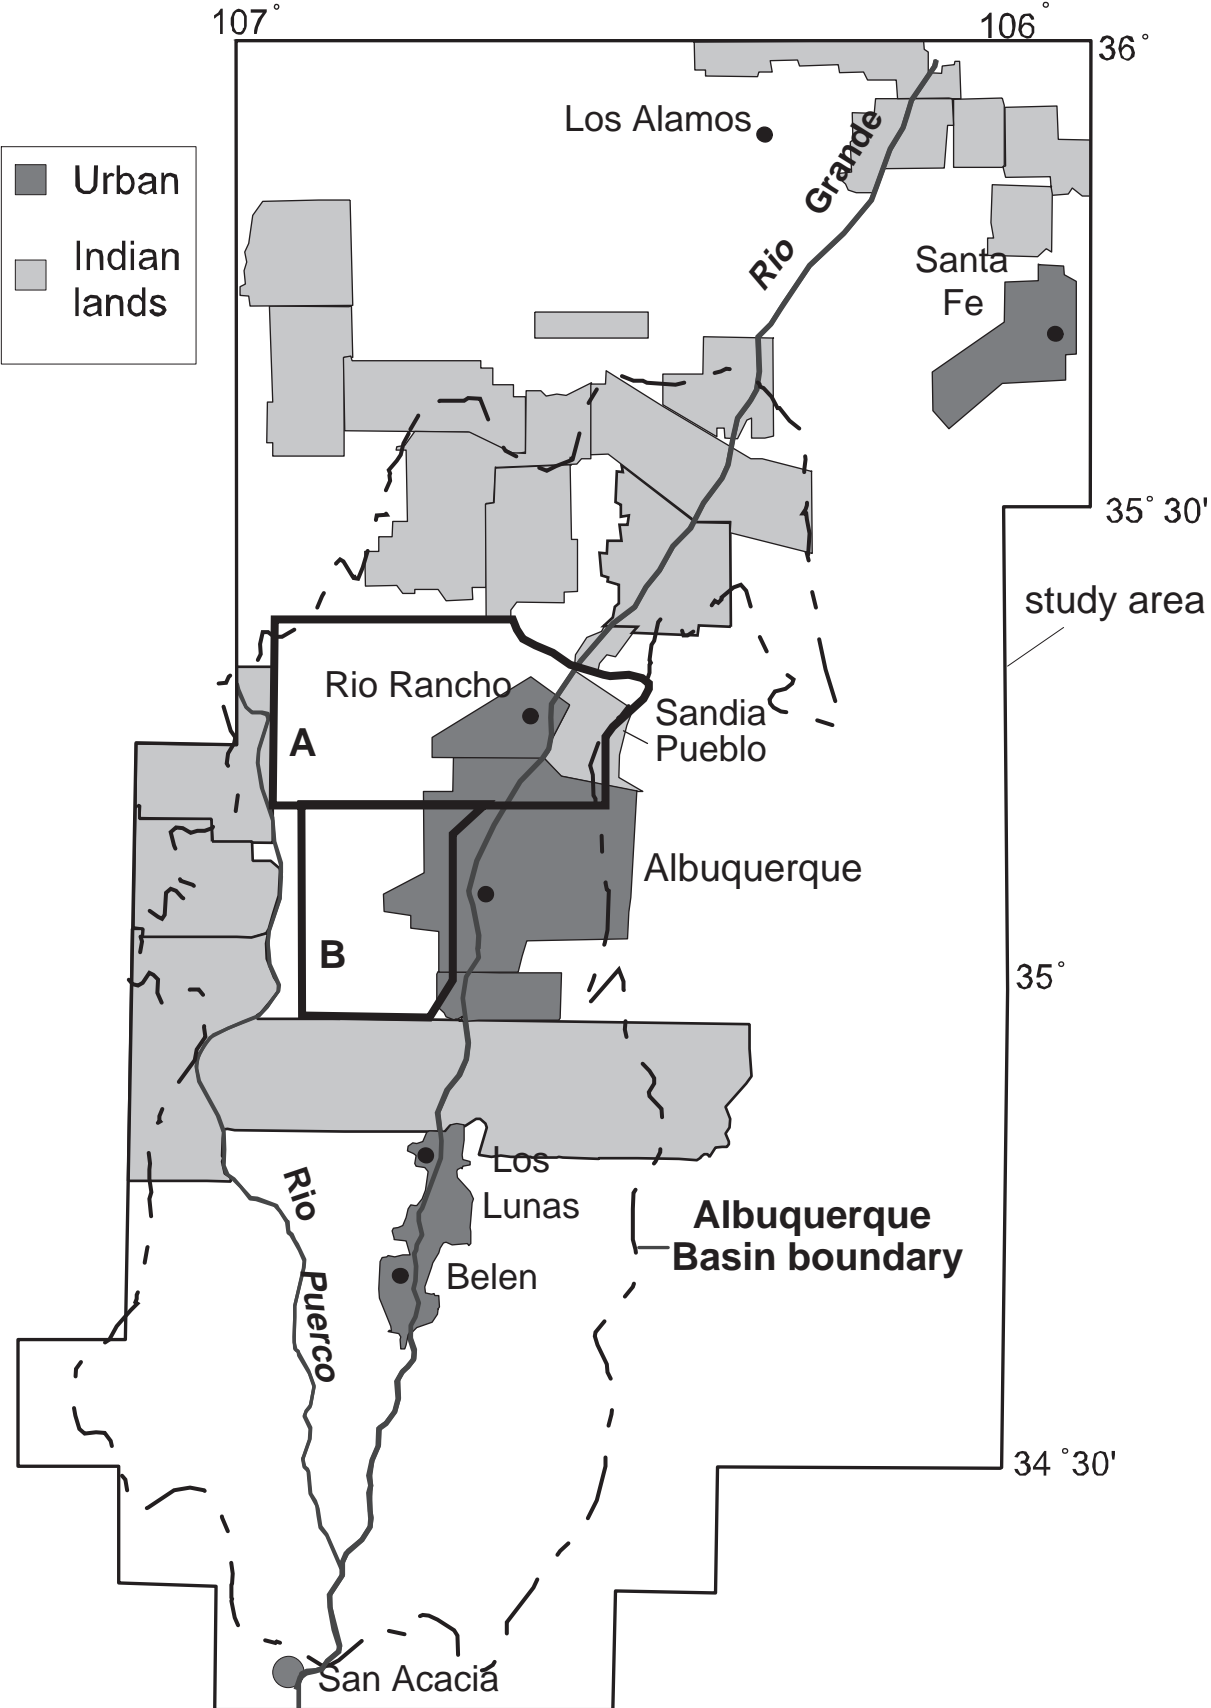 107°
106°
36°
Los Alamos
Rio Grande
Urban
Indian
lands
Santa
Fe
35° 30'
study area
Rio Rancho
Sandia
Pueblo
A
Albuquerque
B
35°
Los
Lunas
Rio Puerco
Albuquerque
Basin boundary
Belen
34°30'
San Acacia